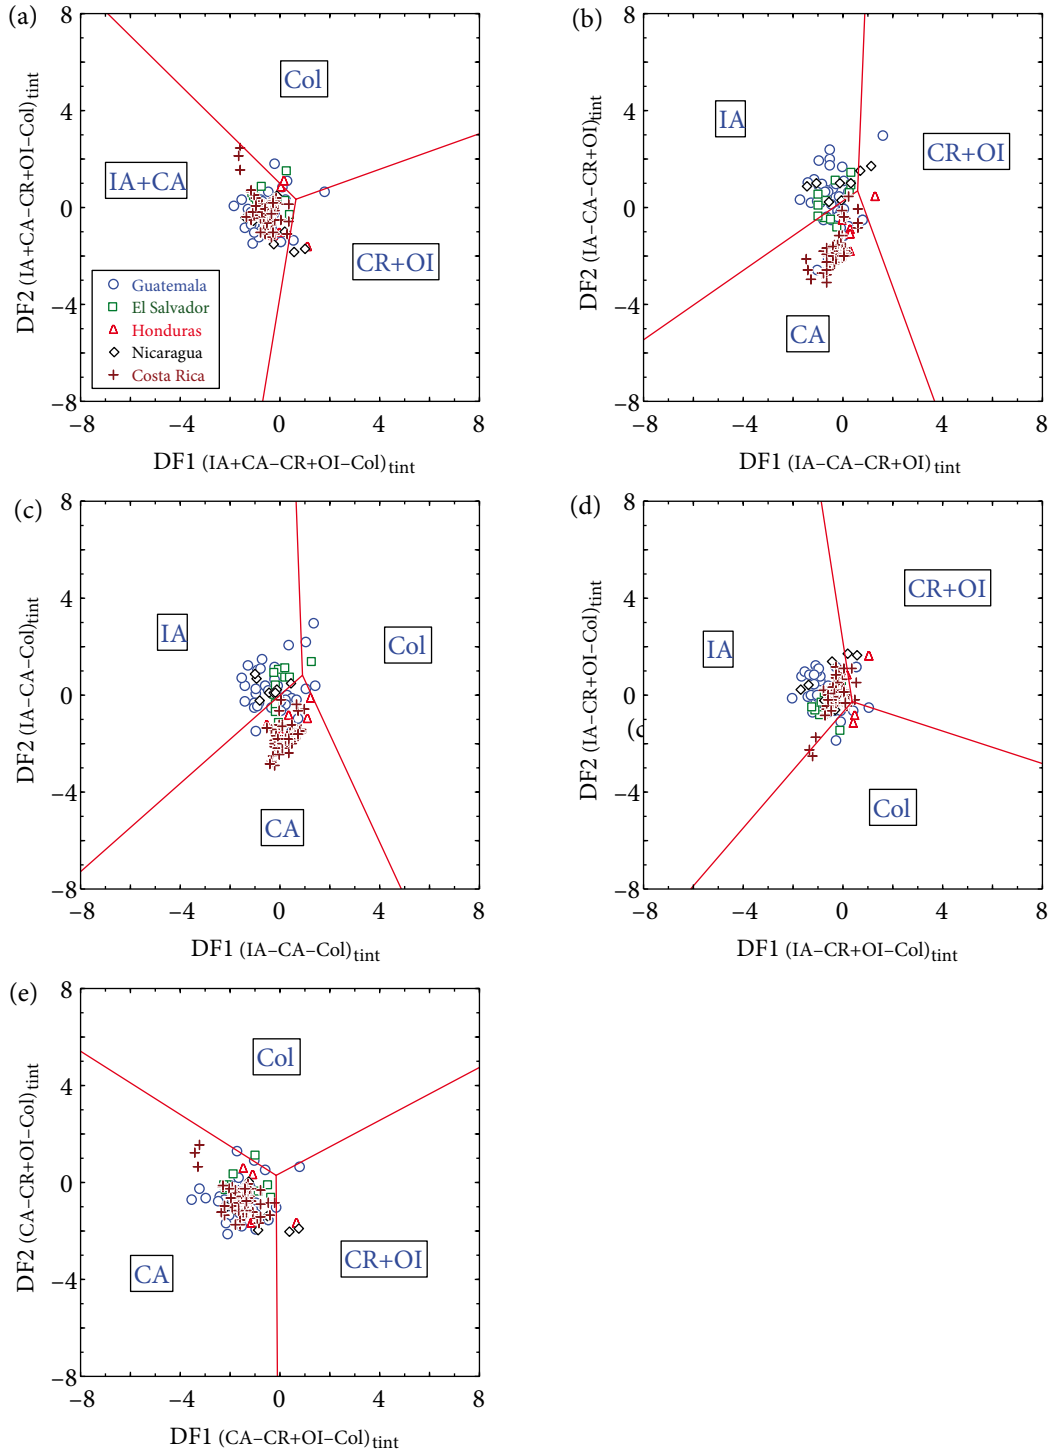 (a)
8
4
0
−4
−8
DF2 (IA+CA–CR+OI–Col)tint
Col
IA+CA
CR+OI
Guatemala
El Salvador
Honduras
Nicaragua
Costa Rica
−8 −4 0 4 8
DF1 (IA+CA–CR+OI–Col)tint
(b)
8
4
0
−4
−8
DF2 (IA–CA–CR+OI)tint
IA
CR+OI
CA
−8 −4 0 4 8
DF1 (IA–CA–CR+OI)tint
(c)
8
4
0
−4
−8
DF2 (IA–CA–Col)tint
IA
Col
CA
−8 −4 0 4 8
DF1 (IA–CA–Col)tint
(d)
8
4
0
−4
−8
DF2 (IA–CR+OI–Col)tint
CR+OI
IA
(c
Col
−8 −4 0 4 8
DF1 (IA–CR+OI–Col)tint
(e)
8
4
0
−4
−8
DF2 (CA–CR+OI–Col)tint
Col
CR+OI
CA
−8 −4 0 4 8
DF1 (CA–CR+OI–Col)tint